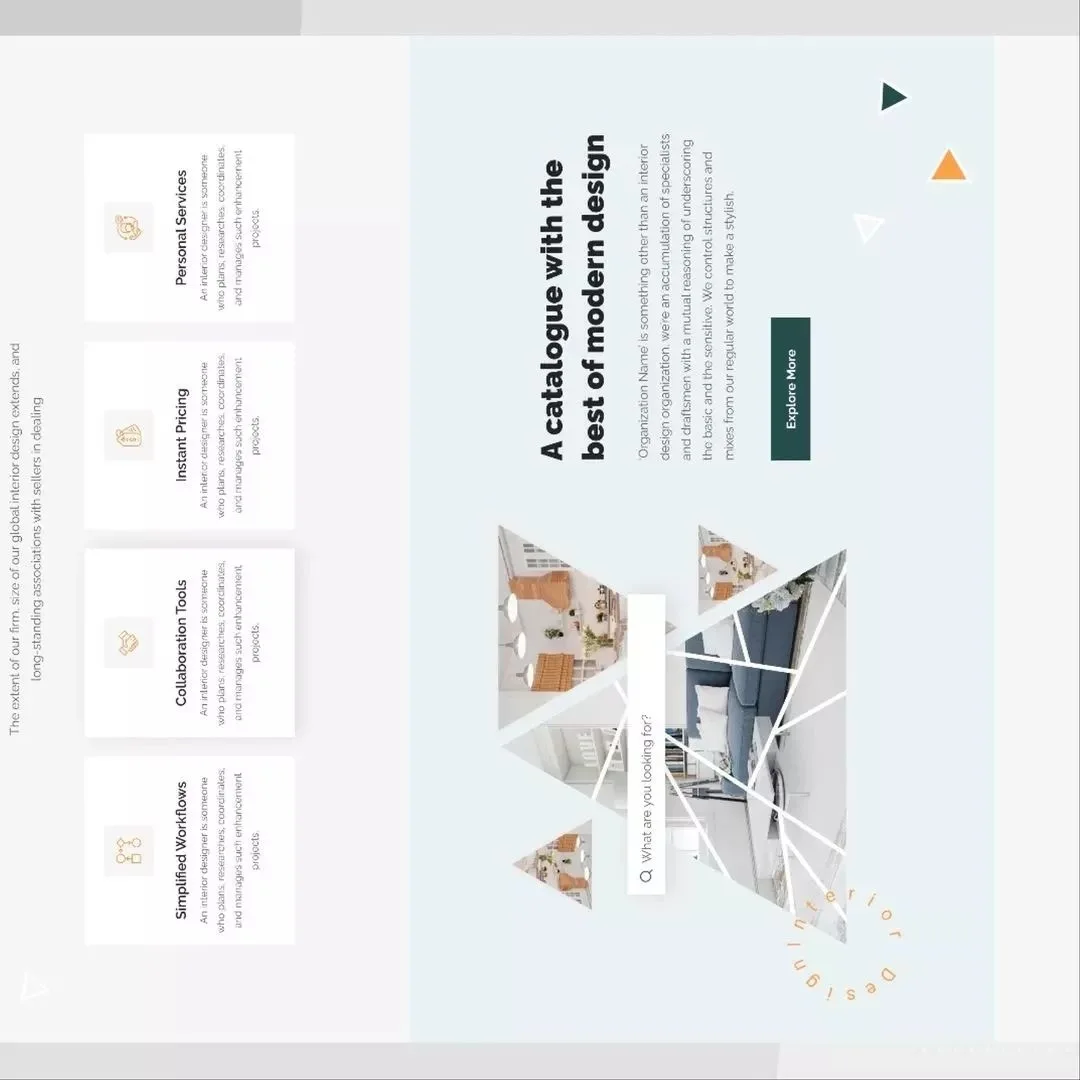 The extent of our firm, size of our global interior design extends, and
long-standing associations with sellers in dealing
Simplified Workflows
An interior designer is someone
who plans, researches, coordinates,
and manages such enhancement
projects.
Collaboration Tools
An interior designer is someone
who plans, researches, coordinates,
and manages such enhancement
projects.
Instant Pricing
An interior designer is someone
who plans, researches, coordinates,
and manages such enhancement
projects.
Personal Services
An interior designer is someone
who plans, researches, coordinates,
and manages such enhancement
projects.
What are you looking for?
Interior Design
A catalogue with the
best of modern design
'Organization Name' is something other than an interior
design organization. we're an accumulation of specialists
and draftsmen with a mutual reasoning of underscoring
the basic and the sensitive. We control structures and
mixes from our regular world to make a stylish.
Explore More